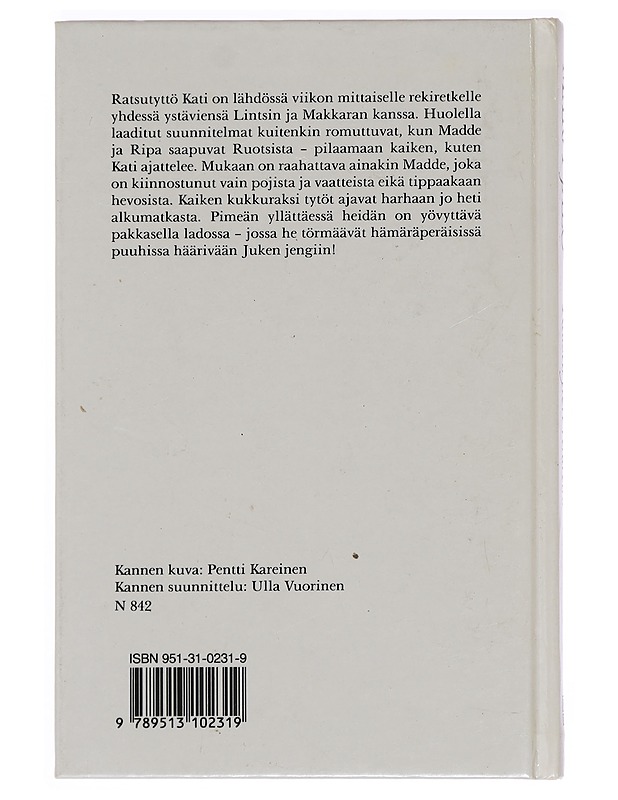 Ratsutyttö Kati on lähdössä viikon mittaiselle rekiretkelle
yhdessä ystäviensä Lintsin ja Makkaran kanssa. Huolella
laaditut suunnitelmat kuitenkin romuttuvat, kun Madde
ja Ripa saapuvat Ruotsista – pilaamaan kaiken, kuten
Kati ajattelee. Mukaan on raahattava ainakin Madde, joka
on kiinnostunut vain pojista ja vaatteista eikä tippaakaan
hevosista. Kaiken kukkuraksi tytöt ajavat harhaan jo heti
alkumatkasta. Pimeän yllättäessä heidän on yövyttävä
pakkasella ladossa – jossa he törmäävät hämäräperäisissä
puuhissa häärivään Juken jengiin!
Kannen kuva: Pentti Kareinen
Kannen suunnittelu: Ulla Vuorinen
N 842
ISBN 951-31-0231-9
9 789513 102319